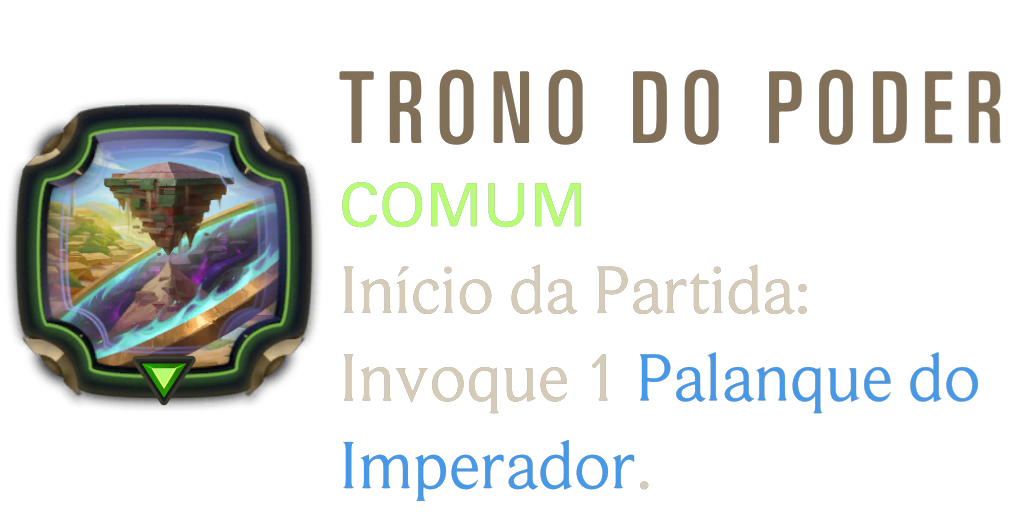 TRONO DO PODER
COMUM
Início da Partida:
Invoque 1 Palanque do
Imperador.